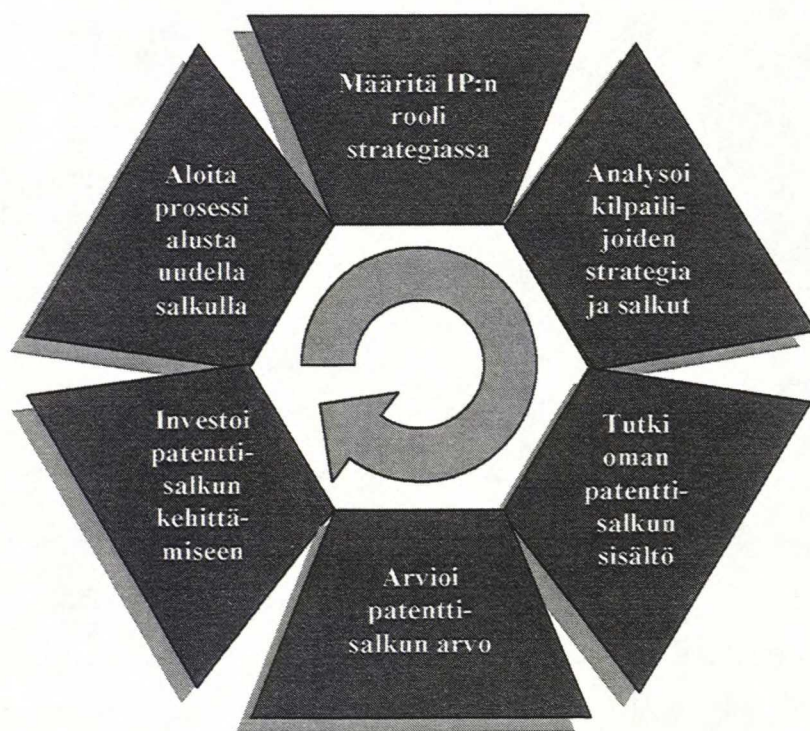 Määritä IP:n
rooli
strategiassa
Analysoi
kilpaili-
joiden
strategia
ja salkut
Tutki
oman
patentti-
salkun
sisältö
Arvioi
patentti-
salkun arvo
Investoi
patentti-
salkun
kehittä-
miseen
Aloita
prosessi
alusta
uudella
salkulla